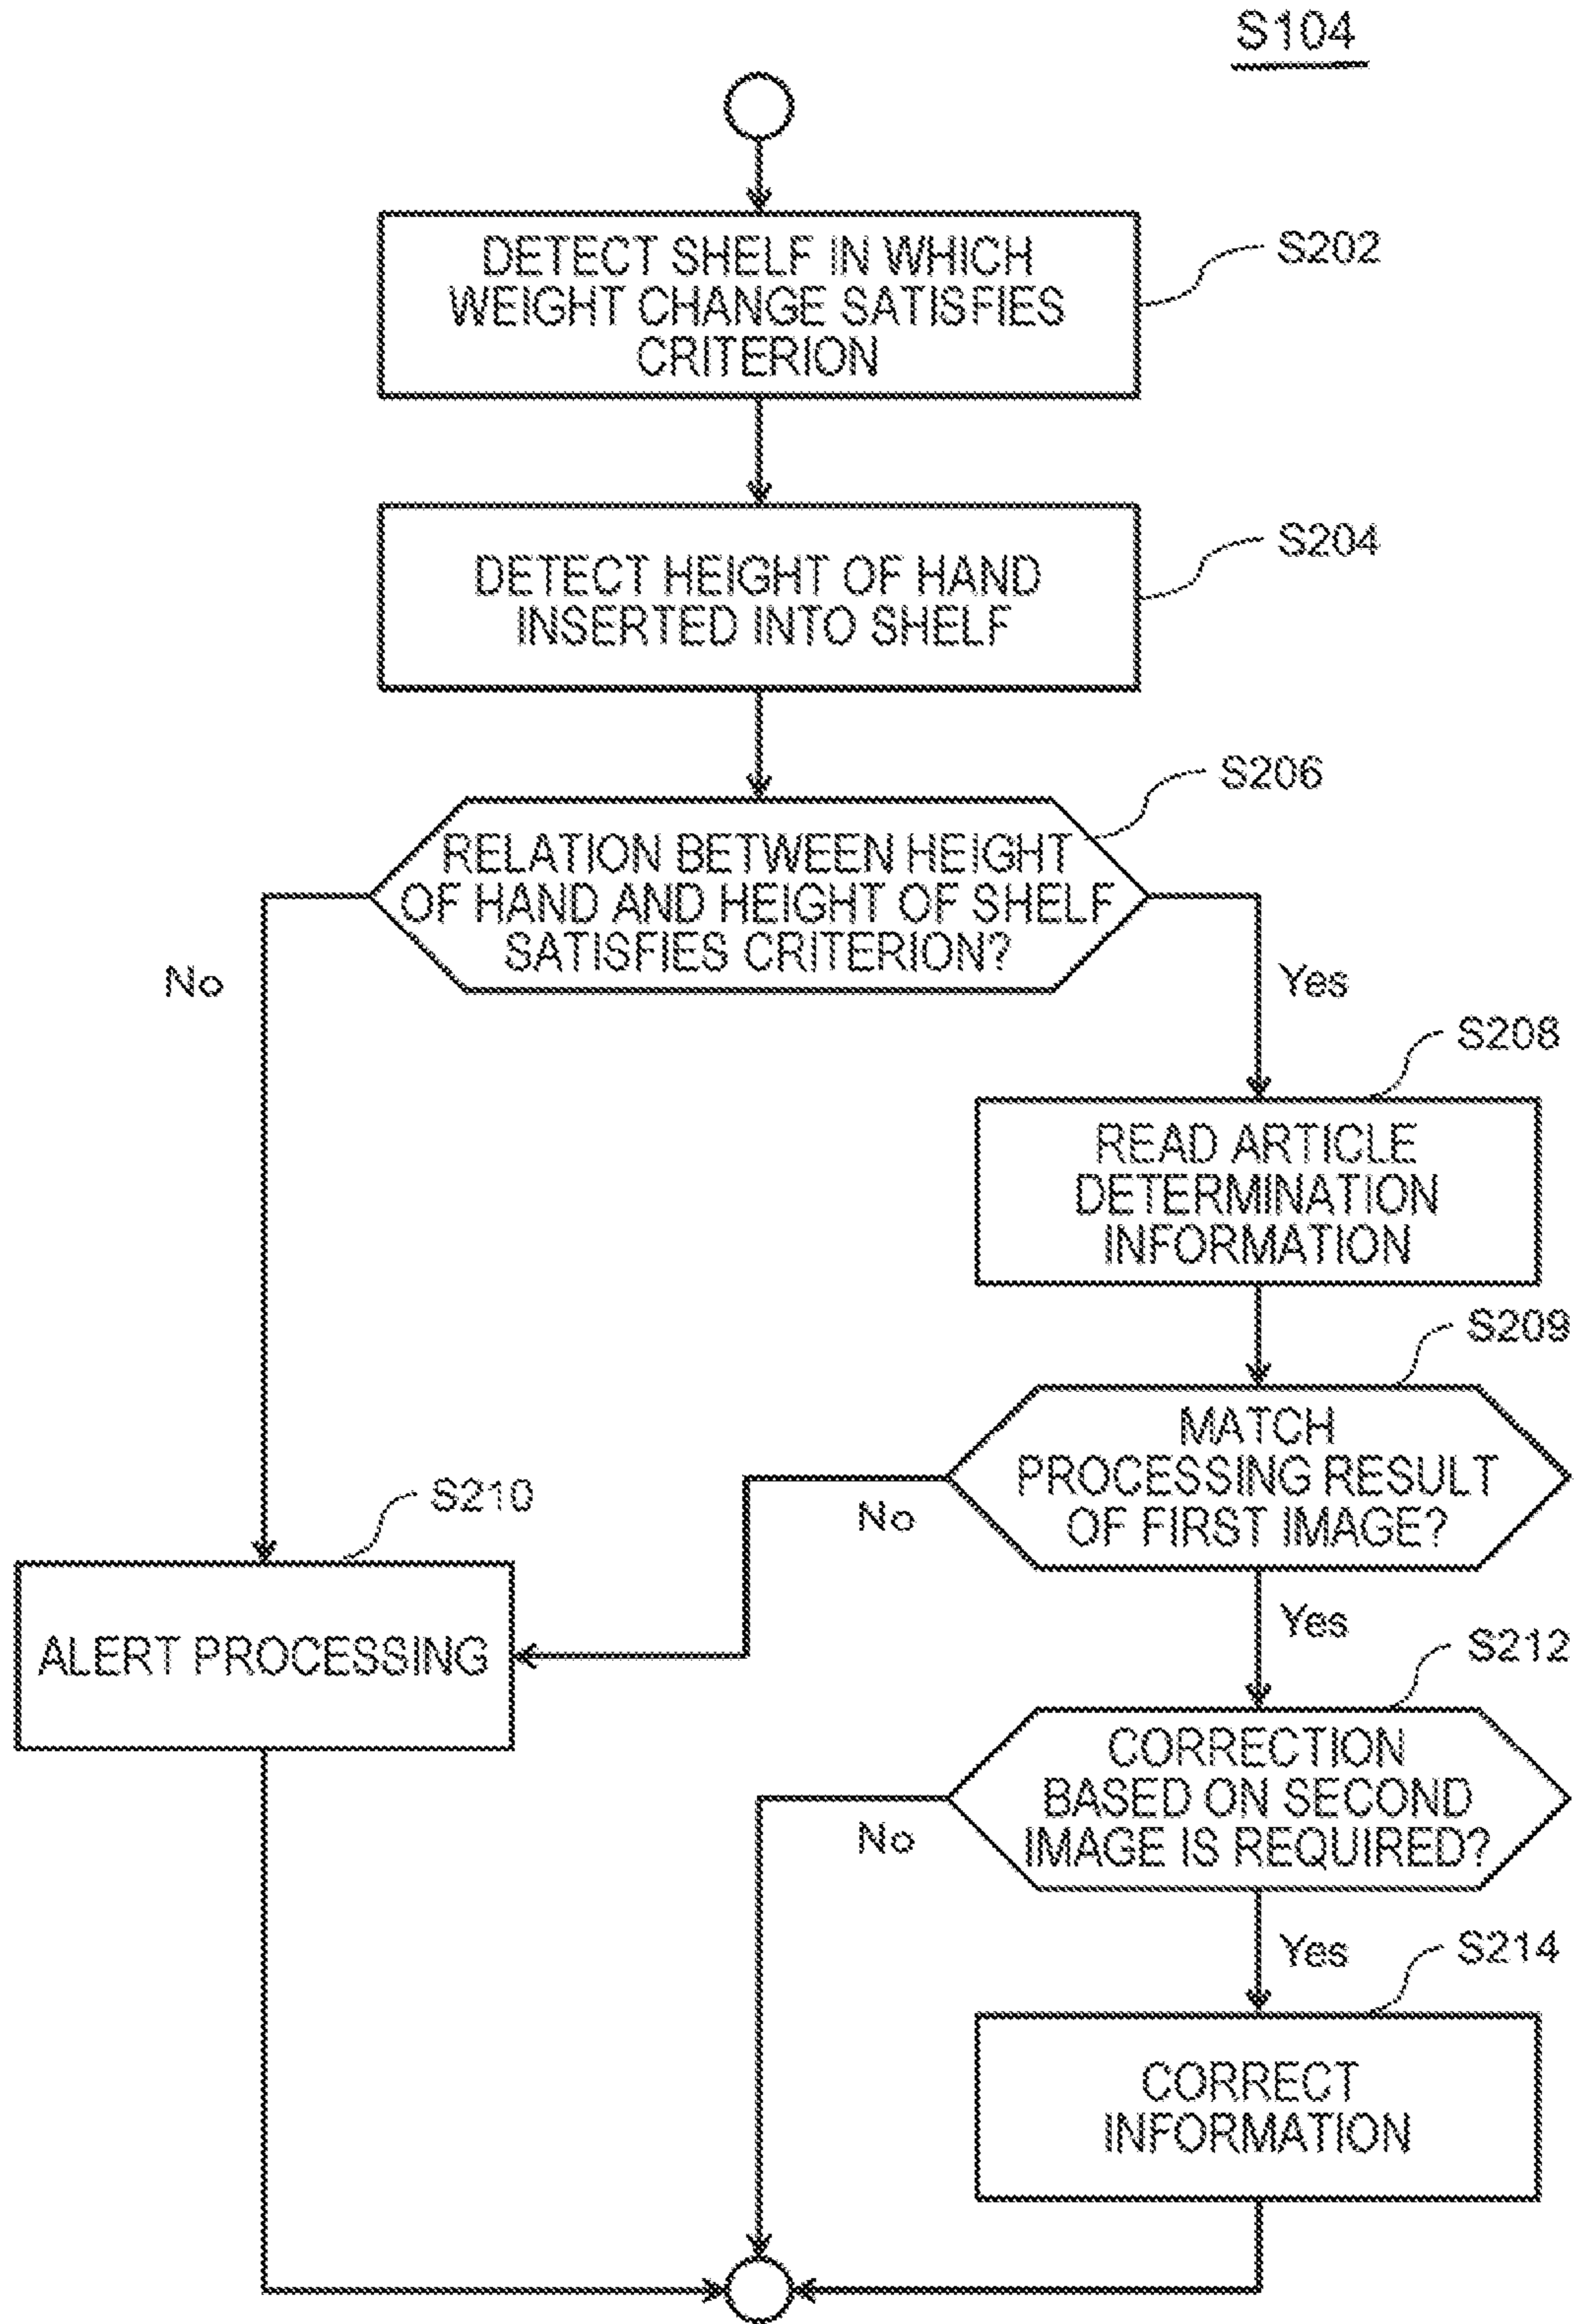 S104
DETECT SHELF IN WHICH
WEIGHT CHANGE SATISFIES
CRITERION
S202
DETECT HEIGHT OF HAND
INSERTED INTO SHELF
S204
RELATION BETWEEN HEIGHT
OF HAND AND HEIGHT OF SHELF
SATISFIES CRITERION?
S206
No
Yes
READ ARTICLE
DETERMINATION
INFORMATION
S208
MATCH
PROCESSING RESULT
OF FIRST IMAGE?
S209
No
Yes
ALERT PROCESSING
S210
CORRECTION
BASED ON SECOND
IMAGE IS REQUIRED?
S212
No
Yes
CORRECT
INFORMATION
S214